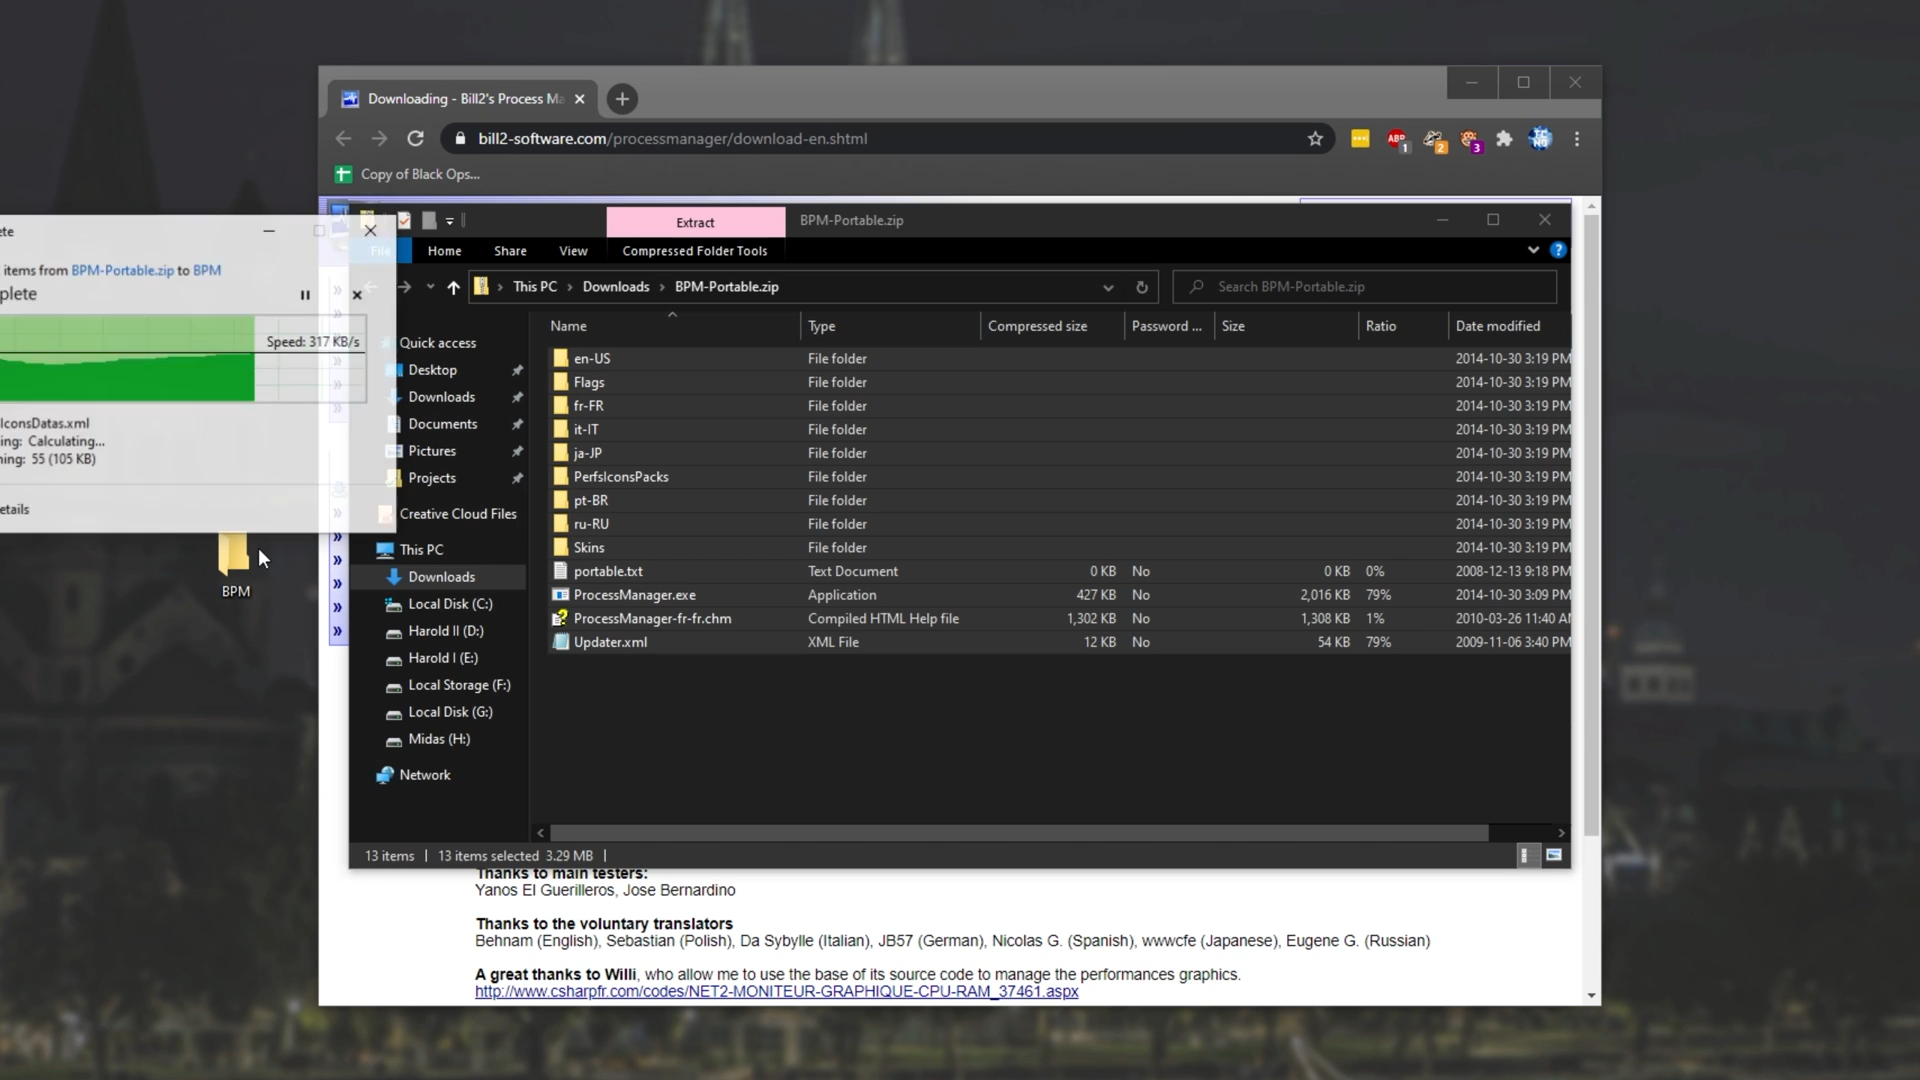 Downloading - Bill2's Process Ma
bill2-software.com/processmanager/download-en.shtml
ABP
1
2
3
Copy of Black Ops...
Extract
BPM-Portable.zip
File
Home
Share
View
Compressed Folder Tools
This PC
Downloads
BPM-Portable.zip
Search BPM-Portable.zip
ete
items from BPM-Portable.zip to BPM
plete
Speed: 317 KB/s
IconsDatas.xml
ing: Calculating...
ning: 55 (105 KB)
etails
BPM
Quick access
Desktop
Downloads
Documents
Pictures
Projects
Creative Cloud Files
This PC
Downloads
Local Disk (C:)
Harold II (D:)
Harold I (E:)
Local Storage (F:)
Local Disk (G:)
Midas (H:)
Network
Name Type Compressed size Password ... Size Ratio Date modified
en-US File folder 2014-10-30 3:19 PM
Flags File folder 2014-10-30 3:19 PM
fr-FR File folder 2014-10-30 3:19 PM
it-IT File folder 2014-10-30 3:19 PM
ja-JP File folder 2014-10-30 3:19 PM
PerfsIconsPacks File folder 2014-10-30 3:19 PM
pt-BR File folder 2014-10-30 3:19 PM
ru-RU File folder 2014-10-30 3:19 PM
Skins File folder 2014-10-30 3:19 PM
portable.txt Text Document 0 KB No 0 KB 0% 2008-12-13 9:18 PM
ProcessManager.exe Application 427 KB No 2,016 KB 79% 2014-10-30 3:09 PM
ProcessManager-fr-fr.chm Compiled HTML Help file 1,302 KB No 1,308 KB 1% 2010-03-26 11:40 AM
Updater.xml XML File 12 KB No 54 KB 79% 2009-11-06 3:40 PM
13 items 13 items selected 3.29 MB
Thanks to main testers:
Yanos El Guerilleros, Jose Bernardino
Thanks to the voluntary translators
Behnam (English), Sebastian (Polish), Da Sybylle (Italian), JB57 (German), Nicolas G. (Spanish), wwwcfe (Japanese), Eugene G. (Russian)
A great thanks to Willi, who allow me to use the base of its source code to manage the performances graphics.
http://www.csharpfr.com/codes/NET2-MONITEUR-GRAPHIQUE-CPU-RAM_37461.aspx